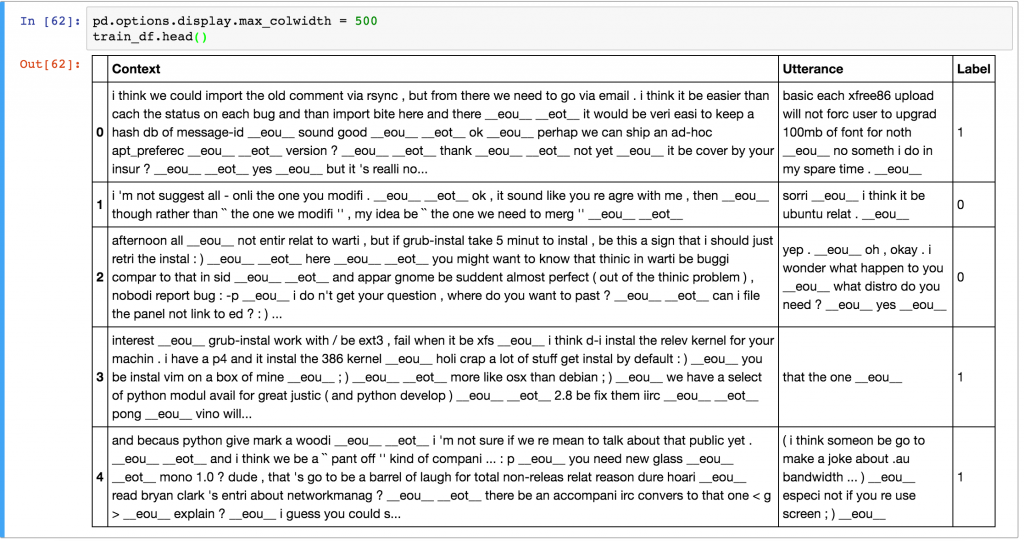 In [62]: pd.options.display.max_colwidth = 500
train_df.head()
Out[62]:
Context Utterance Label
0
i think we could import the old comment via rsync , but from there we need to go via email . i think it be easier than
cach the status on each bug and than import bite here and there __eou__ __eot__ it would be veri easi to keep a
hash db of message-id __eou__ sound good __eou__ __eot__ ok __eou__ perhap we can ship an ad-hoc
apt_preferec __eou__ __eot__ version ? __eou__ __eot__ thank __eou__ __eot__ not yet __eou__ it be cover by your
insur ? __eou__ __eot__ yes __eou__ but it 's realli no...
basic each xfree86 upload
will not forc user to upgrad
100mb of font for noth
__eou__ no someth i do in
my spare time . __eou__
1
1
i 'm not suggest all - onli the one you modifi . __eou__ __eot__ ok , it sound like you re agre with me , then __eou__
though rather than `` the one we modifi '' , my idea be `` the one we need to merg '' __eou__ __eot__
sorri __eou__ i think it be
ubuntu relat . __eou__
0
2
afternoon all __eou__ not entir relat to warti , but if grub-instal take 5 minut to instal , be this a sign that i should just
retri the instal : ) __eou__ __eot__ here __eou__ __eot__ you might want to know that thinic in warti be buggi
compar to that in sid __eou__ __eot__ and appar gnome be suddent almost perfect ( out of the thinic problem ) ,
nobodi report bug : -p __eou__ i do n't get your question , where do you want to past ? __eou__ __eot__ can i file
the panel not link to ed ? : ) ...
yep . __eou__ oh , okay . i
wonder what happen to you
__eou__ what distro do you
need ? __eou__ yes __eou__
0
3
interest __eou__ grub-instal work with / be ext3 , fail when it be xfs __eou__ i think d-i instal the relev kernel for your
machin . i have a p4 and it instal the 386 kernel __eou__ holi crap a lot of stuff get instal by default : ) __eou__ you
be instal vim on a box of mine __eou__ ; ) __eou__ __eot__ more like osx than debian ; ) __eou__ we have a select
of python modul avail for great justic ( and python develop ) __eou__ __eot__ 2.8 be fix them iirc __eou__ __eot__
pong __eou__ vino will...
that the one __eou__
1
4
and becaus python give mark a woodi __eou__ __eot__ i 'm not sure if we re mean to talk about that public yet .
__eou__ __eot__ and i think we be a `` pant off '' kind of compani ... : p __eou__ you need new glass __eou__
__eot__ mono 1.0 ? dude , that 's go to be a barrel of laugh for total non-releas relat reason dure hoari __eou__
read bryan clark 's entri about networkmanag ? __eou__ __eot__ there be an accompani irc convers to that one < g
> __eou__ explain ? __eou__ i guess you could s...
( i think someon be go to
make a joke about .au
bandwidth ... ) __eou__
especi not if you re use
screen ; ) __eou__
1